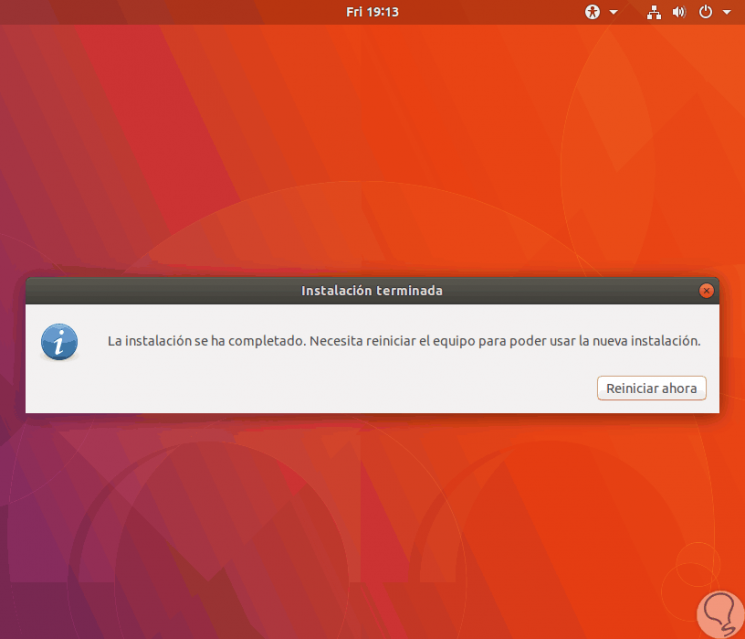 Fri 19:13
Instalación terminada
La instalación se ha completado. Necesita reiniciar el equipo para poder usar la nueva instalación.
Reiniciar ahora